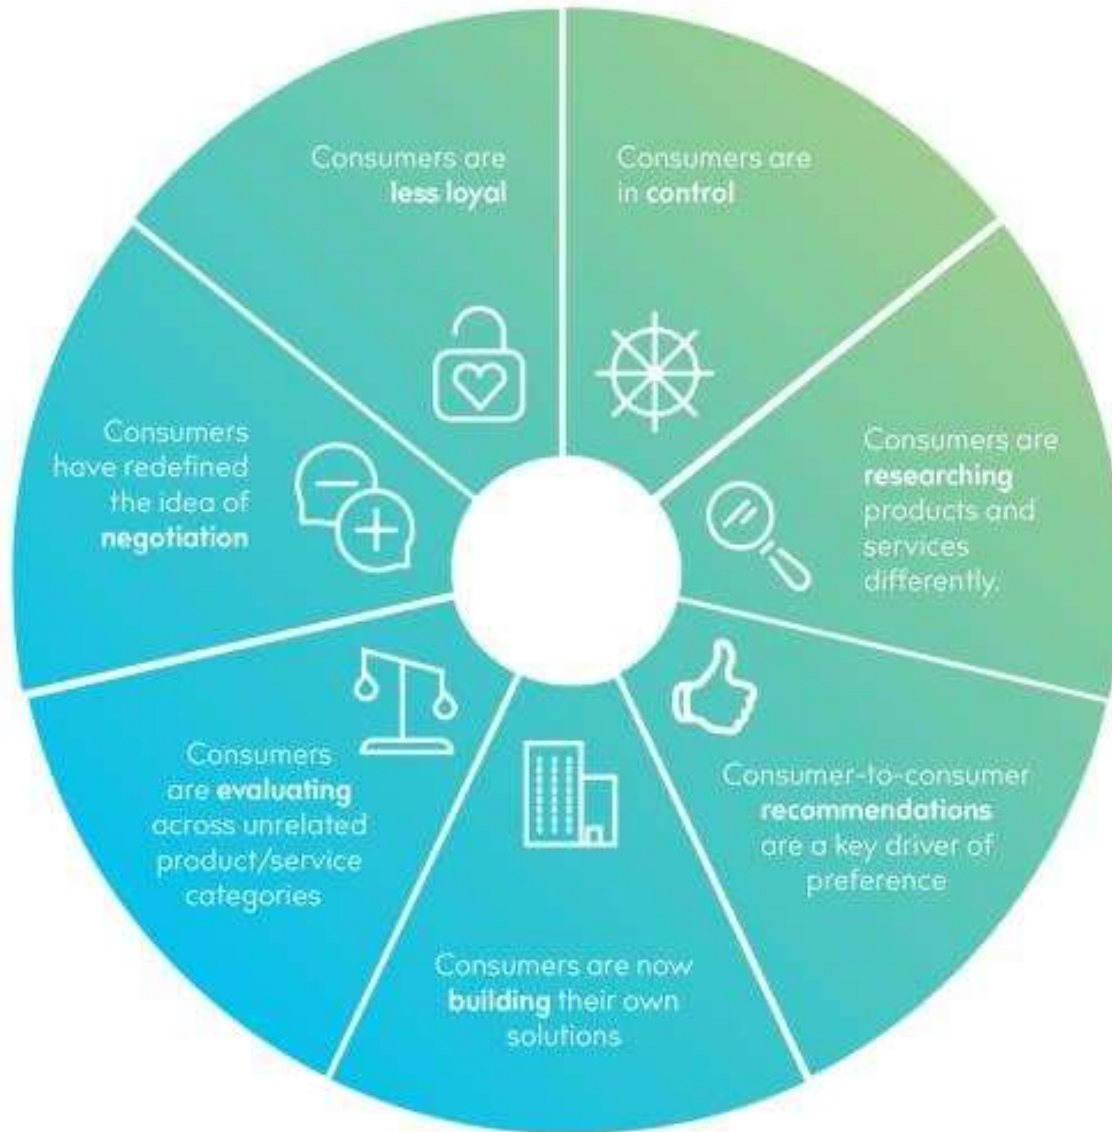 Consumers are
less loyal
Consumers are
in control
Consumers are
researching
products and
services
differently.
Consumer-to-consumer
recommendations
are a key driver of
preference
Consumers are now
building their own
solutions
Consumers
are evaluating
across unrelated
product/service
categories
Consumers
have redefined
the idea of
negotiation